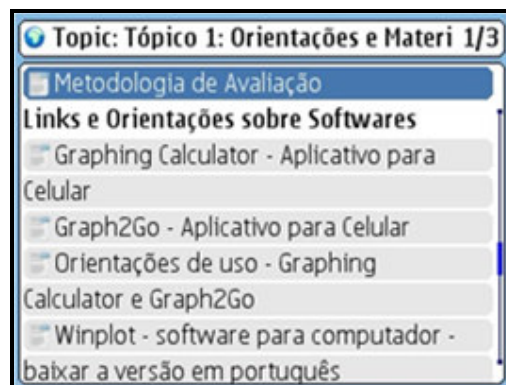 Topic: Tópico 1: Orientações e Materi 1/3
Metodologia de Avaliação
Links e Orientações sobre Softwares
Graphing Calculator - Aplicativo para
Celular
Graph2Go - Aplicativo para Celular
Orientações de uso - Graphing
Calculator e Graph2Go
Winplot - software para computador -
baixar a versão em português